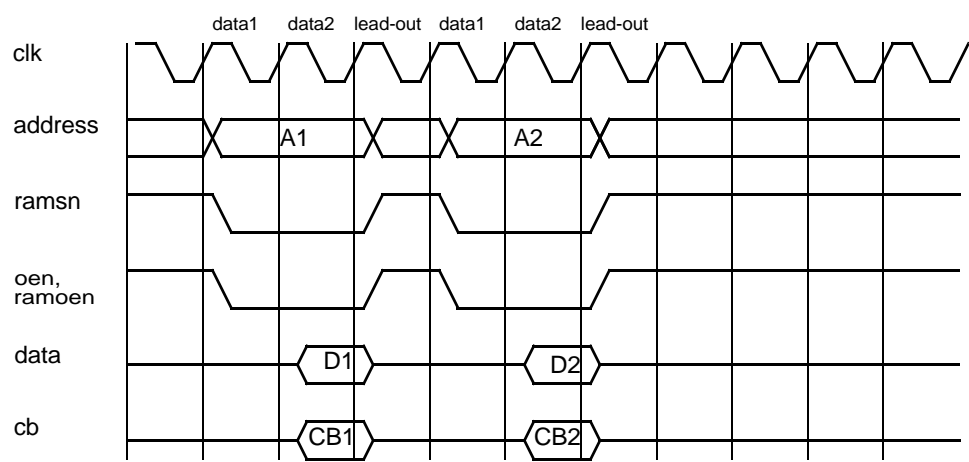 data1 data2 lead-out data1 data2 lead-out
clk
address
A1 A2
ramsn
oen,
ramoen
data
D1 D2
cb
CB1 CB2